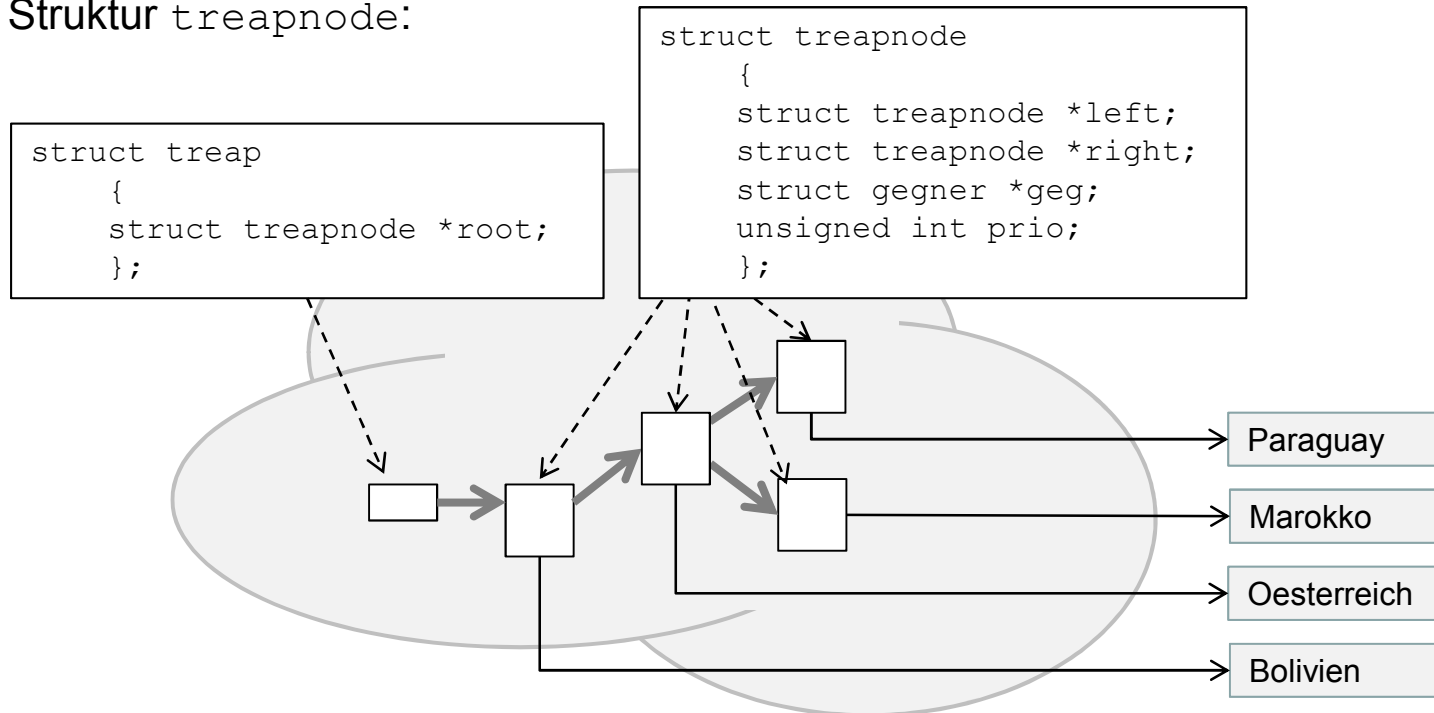 Struktur treapnode:
struct treap
{
struct treapnode *root;
};
struct treapnode
{
struct treapnode *left;
struct treapnode *right;
struct gegner *geg;
unsigned int prio;
};
Paraguay
Marokko
Oesterreich
Bolivien